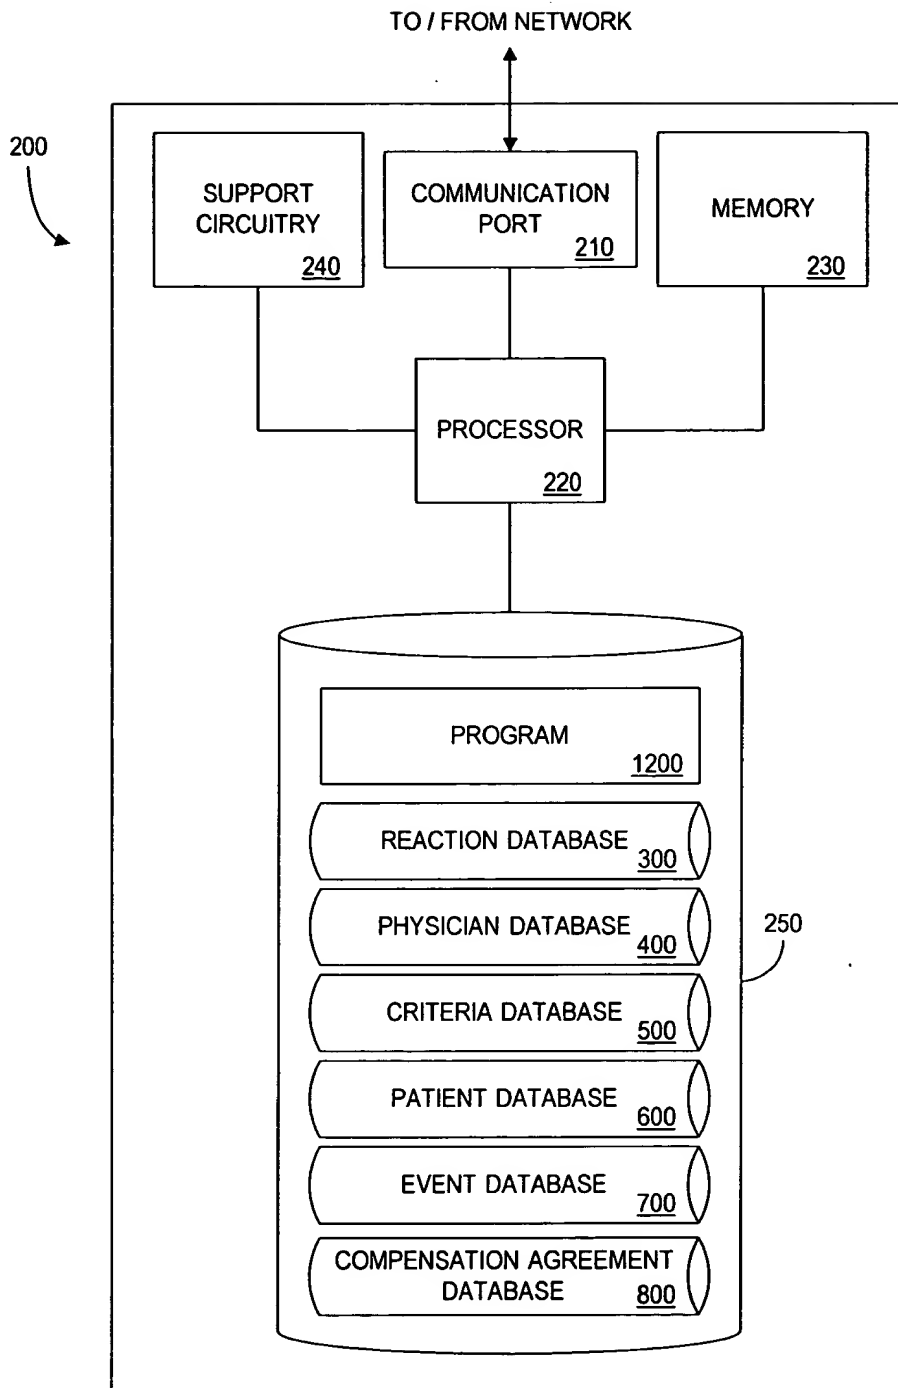 TO / FROM NETWORK
200
SUPPORT
CIRCUITRY
240
COMMUNICATION
PORT
210
MEMORY
230
PROCESSOR
220
PROGRAM
1200
REACTION DATABASE
300
PHYSICIAN DATABASE
400
250
CRITERIA DATABASE
500
PATIENT DATABASE
600
EVENT DATABASE
700
COMPENSATION AGREEMENT
DATABASE
800